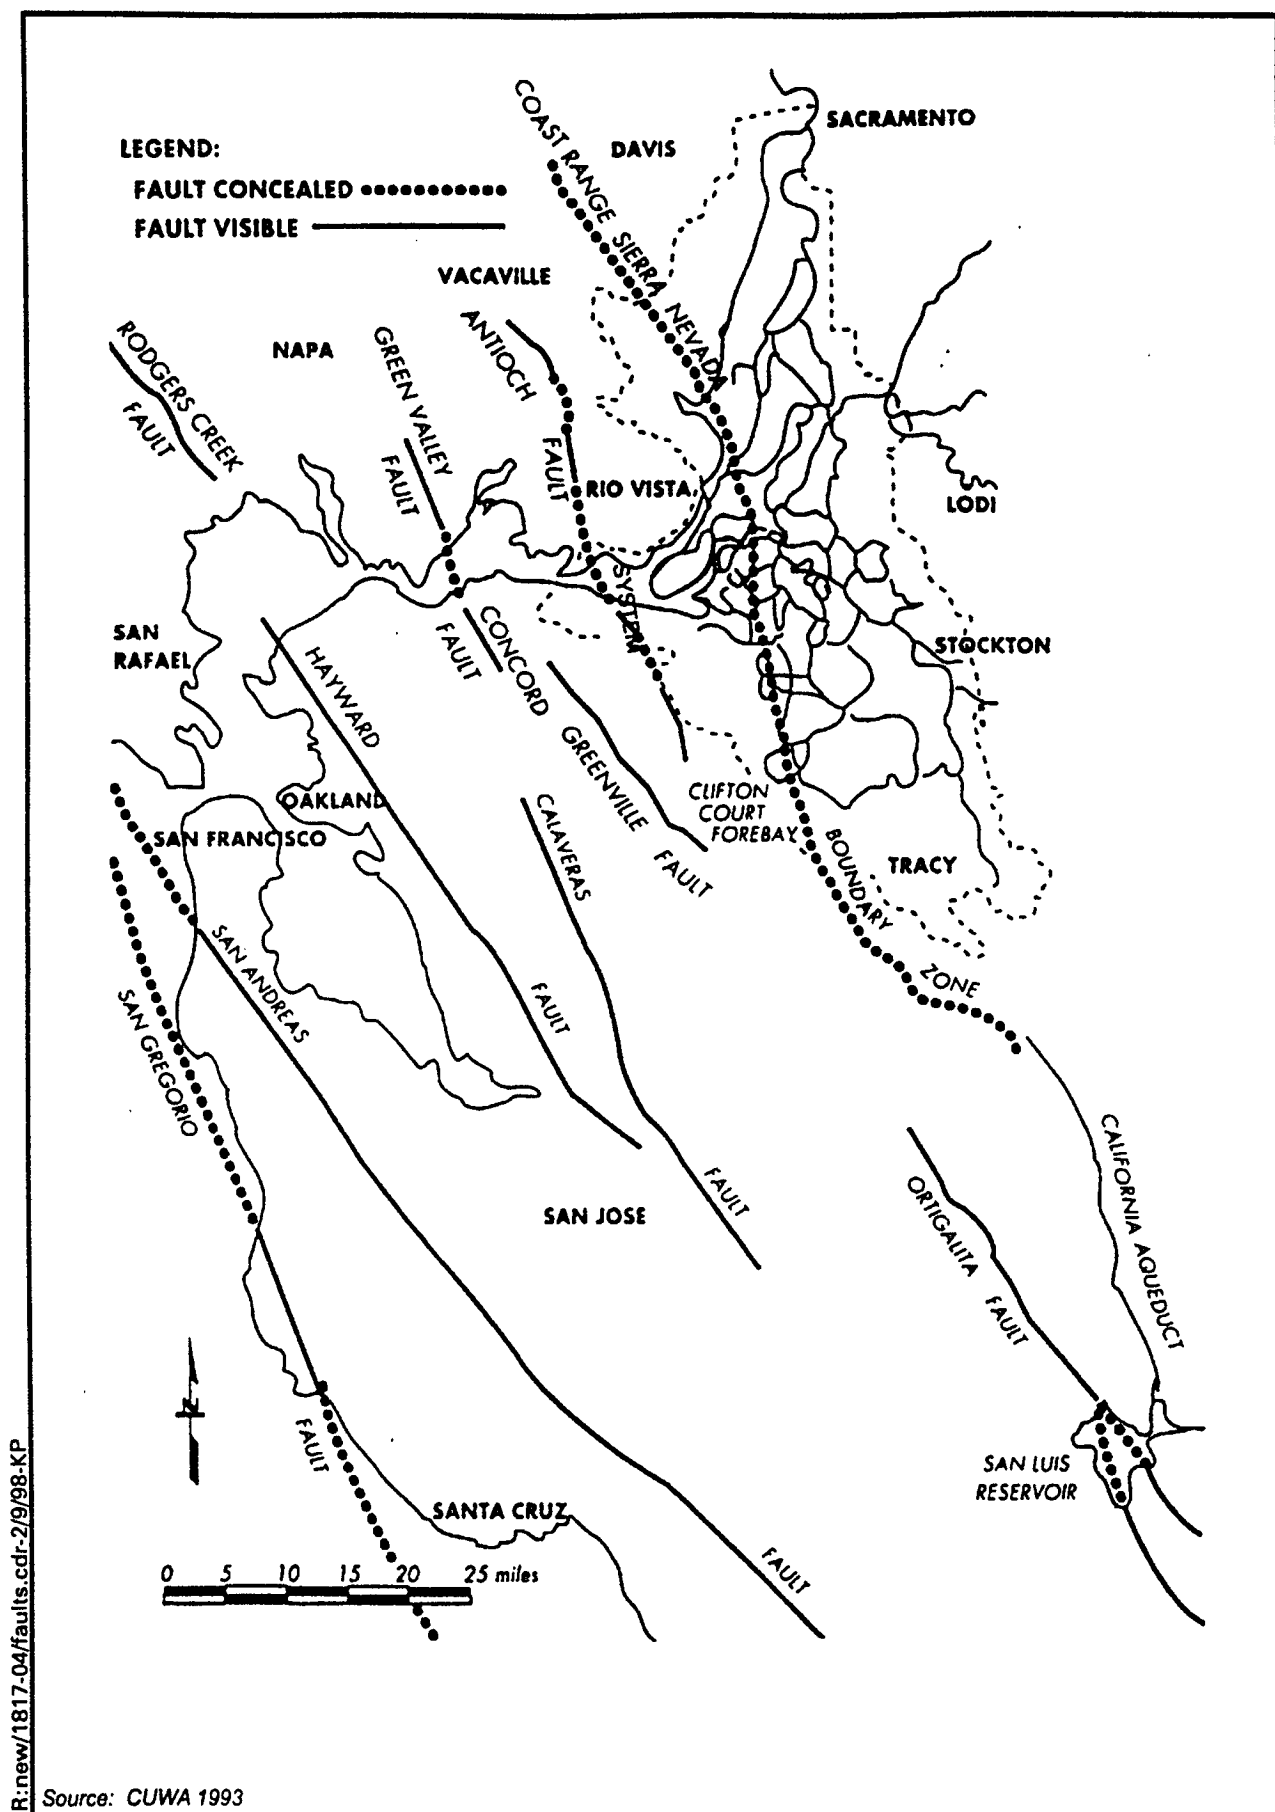 SACRAMENTO
DAVIS
LEGEND:
FAULT CONCEALED
FAULT VISIBLE
COAST RANGE SIERRA NEVADA
VACAVILLE
ANTIOCH
FAULT
SYSTEM
NAPA
GREEN VALLEY
FAULT
RODGERS CREEK
FAULT
RIO VISTA
LODI
SAN
RAFAEL
HAYWARD
FAULT
CONCORD
FAULT
STOCKTON
GREENVILLE
FAULT
CLIFTON
COURT
FOREBAY
OAKLAND
SAN FRANCISCO
CALAVERAS
FAULT
BOUNDARY
ZONE
TRACY
SAN ANDREAS
FAULT
SAN GREGORIO
FAULT
SAN JOSE
CALIFORNIA AQUEDUCT
ORTIGALITA
FAULT
N
SAN LUIS
RESERVOIR
SANTA CRUZ
0 5 10 15 20 25 miles
R:new/1817-04/faults.cdr-2/9/98-KP
Source: CUWA 1993